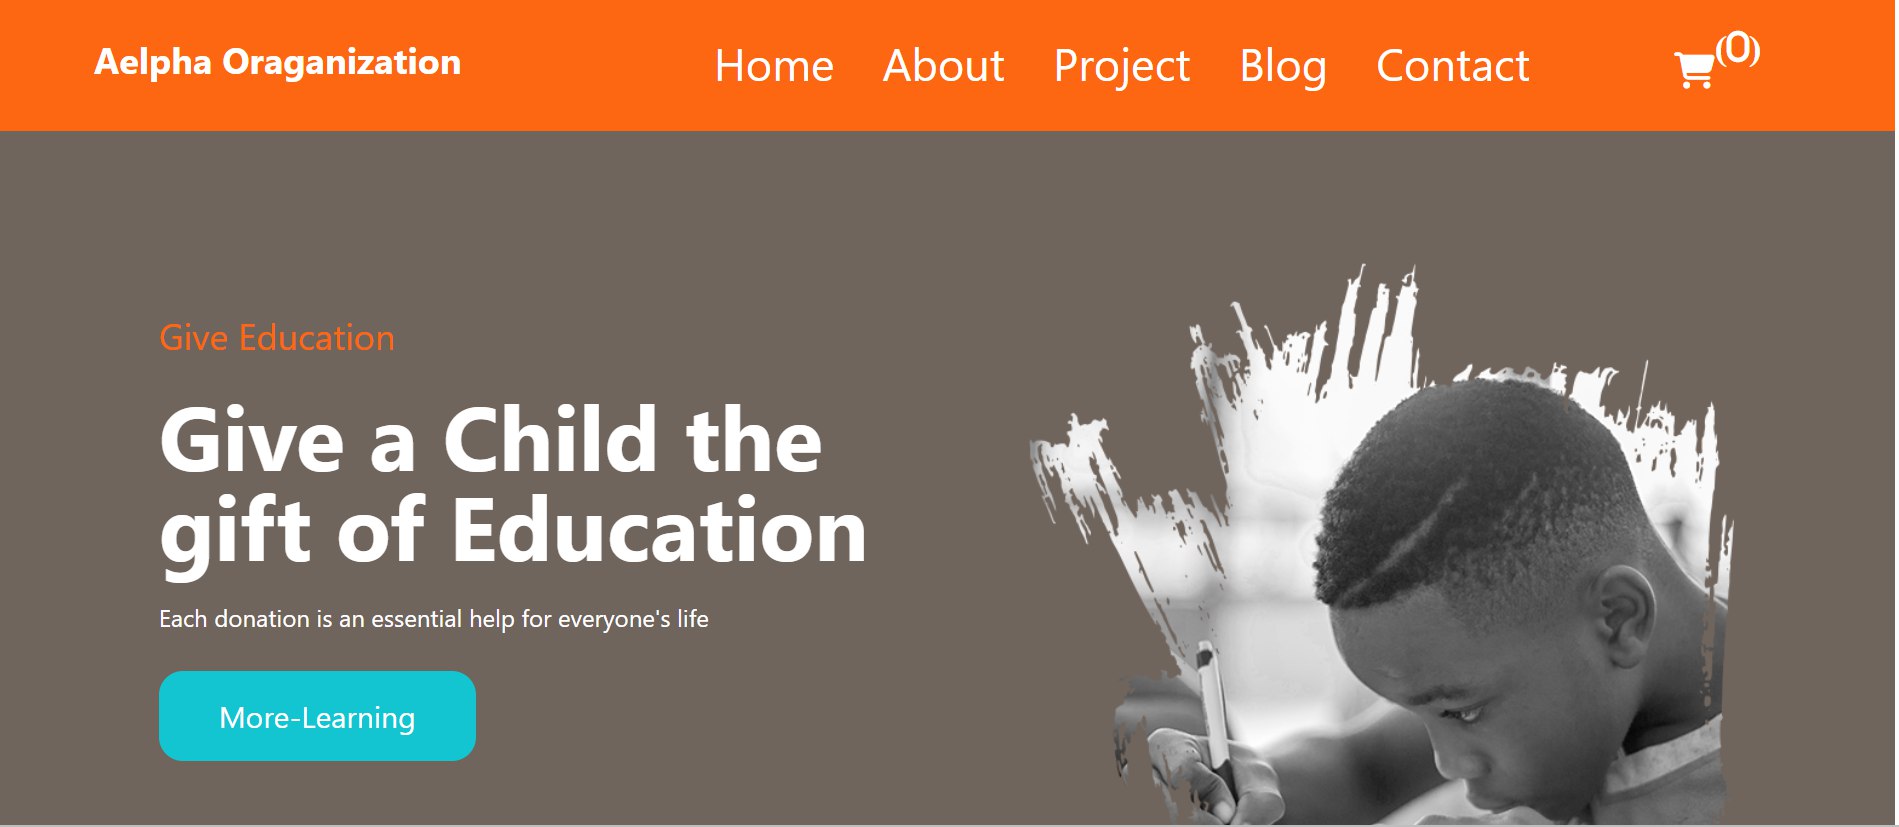 Aelpha Oraganization
Home About Project Blog Contact
(0)
Give Education
Give a Child the
gift of Education
Each donation is an essential help for everyone's life
More-Learning